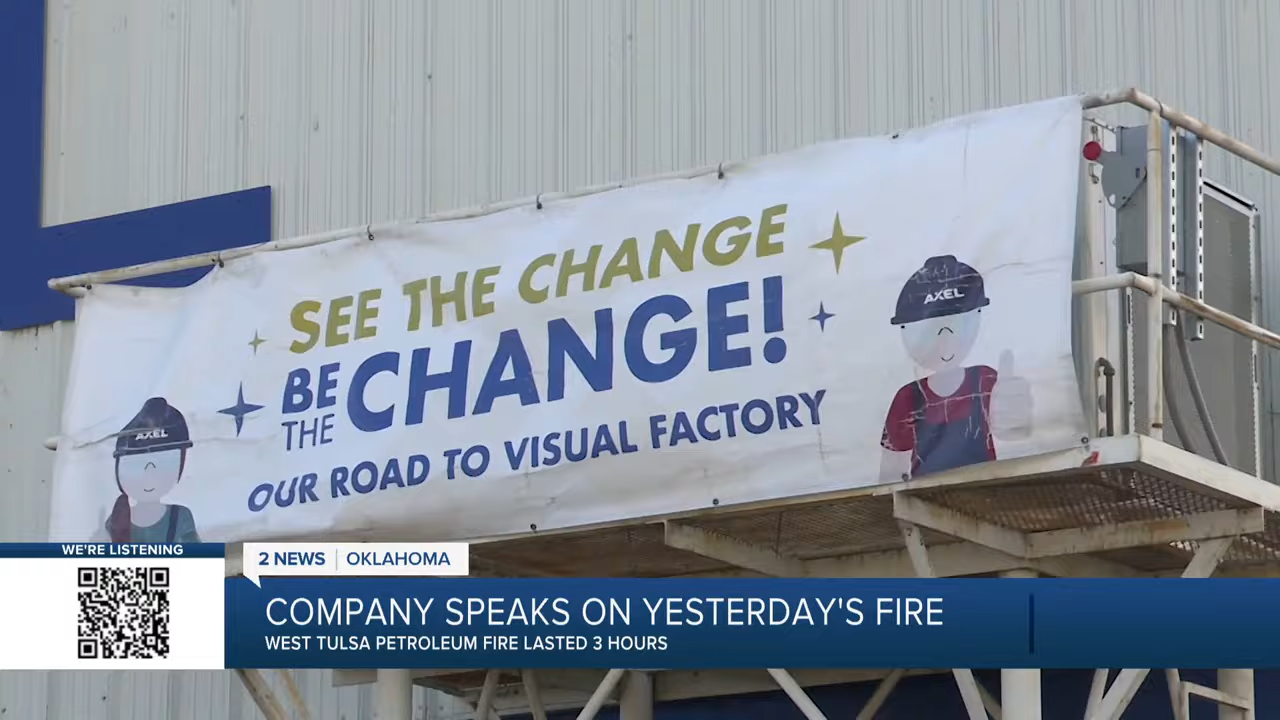 SEE THE CHANGE
BE THE CHANGE!
OUR ROAD TO VISUAL FACTORY
AXEL
AXEL
WE'RE LISTENING
2 NEWS OKLAHOMA
COMPANY SPEAKS ON YESTERDAY'S FIRE
WEST TULSA PETROLEUM FIRE LASTED 3 HOURS